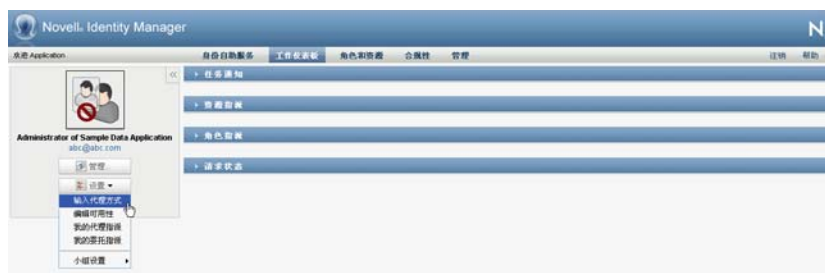 Novell® Identity Manager
N
欢迎 Application
身份自助服务 工作仪表板 角色和资源 合规性 管理
注销 帮助
任务通知
资源指派
角色指派
请求状态
Administrator of Sample Data Application
abc@abc.com
管理
设置
输入代理方式
编辑可用性
我的代理指派
我的委托指派
小组设置